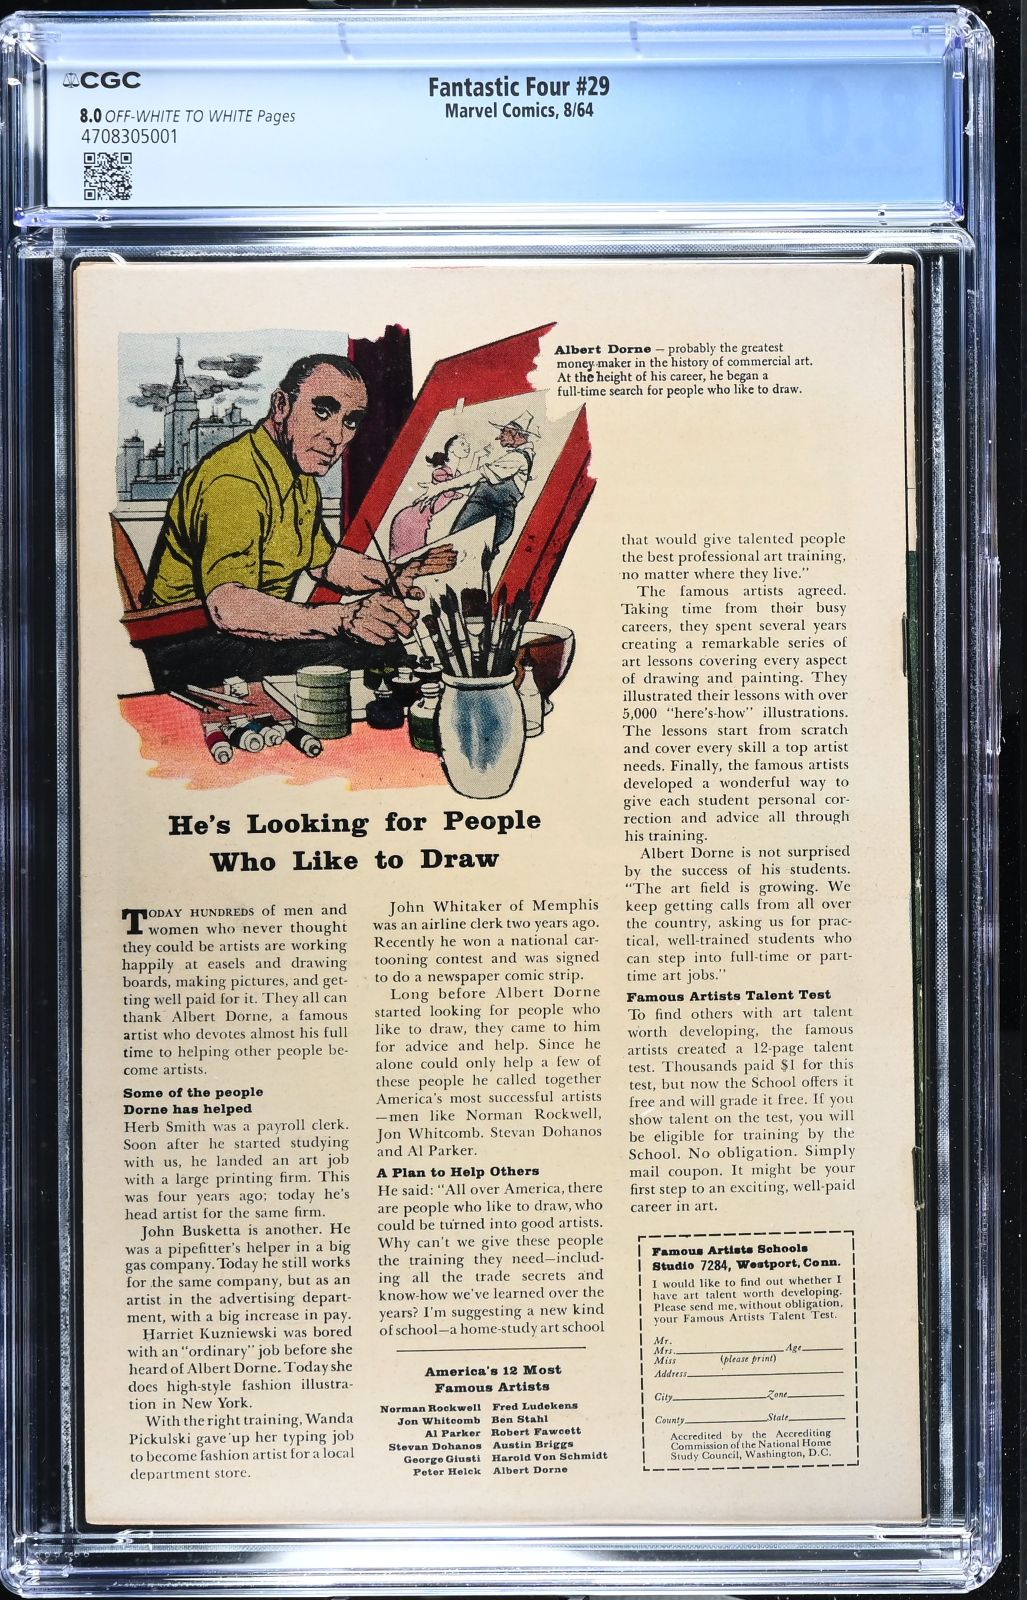 CGC
Fantastic Four #29
Marvel Comics, 8/64
8.0 OFF-WHITE TO WHITE Pages
4708305001
Albert Dorne — probably the greatest
money-maker in the history of commercial art.
At the height of his career, he began a
full-time search for people who like to draw.
He's Looking for People
Who Like to Draw
TODAY HUNDREDS of men and
women who never thought
they could be artists are working
happily at easels and drawing
boards, making pictures, and get-
ting well paid for it. They all can
thank Albert Dorne, a famous
artist who devotes almost his full
time to helping other people be-
come artists.
Some of the people
Dorne has helped
Herb Smith was a payroll clerk.
Soon after he started studying
with us, he landed an art job
with a large printing firm. This
was four years ago; today he's
head artist for the same firm.
John Busketta is another. He
was a pipefitter's helper in a big
gas company. Today he still works
for the same company, but as an
artist in the advertising depart-
ment, with a big increase in pay.
Harriet Kuzniewski was bored
with an "ordinary" job before she
heard of Albert Dorne. Today she
does high-style fashion illustra-
tion in New York.
With the right training, Wanda
Pickulski gave up her typing job
to become fashion artist for a local
department store.
John Whitaker of Memphis
was an airline clerk two years ago.
Recently he won a national car-
tooning contest and was signed
to do a newspaper comic strip.
Long before Albert Dorne
started looking for people who
like to draw, they came to him
for advice and help. Since he
alone could only help a few of
these people he called together
America's most successful artists
—men like Norman Rockwell,
Jon Whitcomb. Stevan Dohanos
and Al Parker.
A Plan to Help Others
He said: "All over America, there
are people who like to draw, who
could be turned into good artists.
Why can't we give these people
the training they need—includ-
ing all the trade secrets and
know-how we've learned over the
years? I'm suggesting a new kind
of school—a home-study art school
America's 12 Most
Famous Artists
Norman Rockwell Fred Ludekens
Jon Whitcomb Ben Stahl
Al Parker Robert Fawcett
Stevan Dohanos Austin Briggs
George Giusti Harold Von Schmidt
Peter Helck Albert Dorne
that would give talented people
the best professional art training,
no matter where they live."
The famous artists agreed.
Taking time from their busy
careers, they spent several years
creating a remarkable series of
art lessons covering every aspect
of drawing and painting. They
illustrated their lessons with over
5,000 "here's-how" illustrations.
The lessons start from scratch
and cover every skill a top artist
needs. Finally, the famous artists
developed a wonderful way to
give each student personal cor-
rection and advice all through
his training.
Albert Dorne is not surprised
by the success of his students.
"The art field is growing. We
keep getting calls from all over
the country, asking us for prac-
tical, well-trained students who
can step into full-time or part-
time art jobs."
Famous Artists Talent Test
To find others with art talent
worth developing, the famous
artists created a 12-page talent
test. Thousands paid $1 for this
test, but now the School offers it
free and will grade it free. If you
show talent on the test, you will
be eligible for training by the
School. No obligation. Simply
mail coupon. It might be your
first step to an exciting, well-paid
career in art.
Famous Artists Schools
Studio 7284, Westport, Conn.
I would like to find out whether I
have art talent worth developing.
Please send me, without obligation,
your Famous Artists Talent Test.
Mr.
Mrs. Age
Miss (please print)
Address
City Zone
County State
Accredited by the Accrediting
Commission of the National Home
Study Council, Washington, D.C.